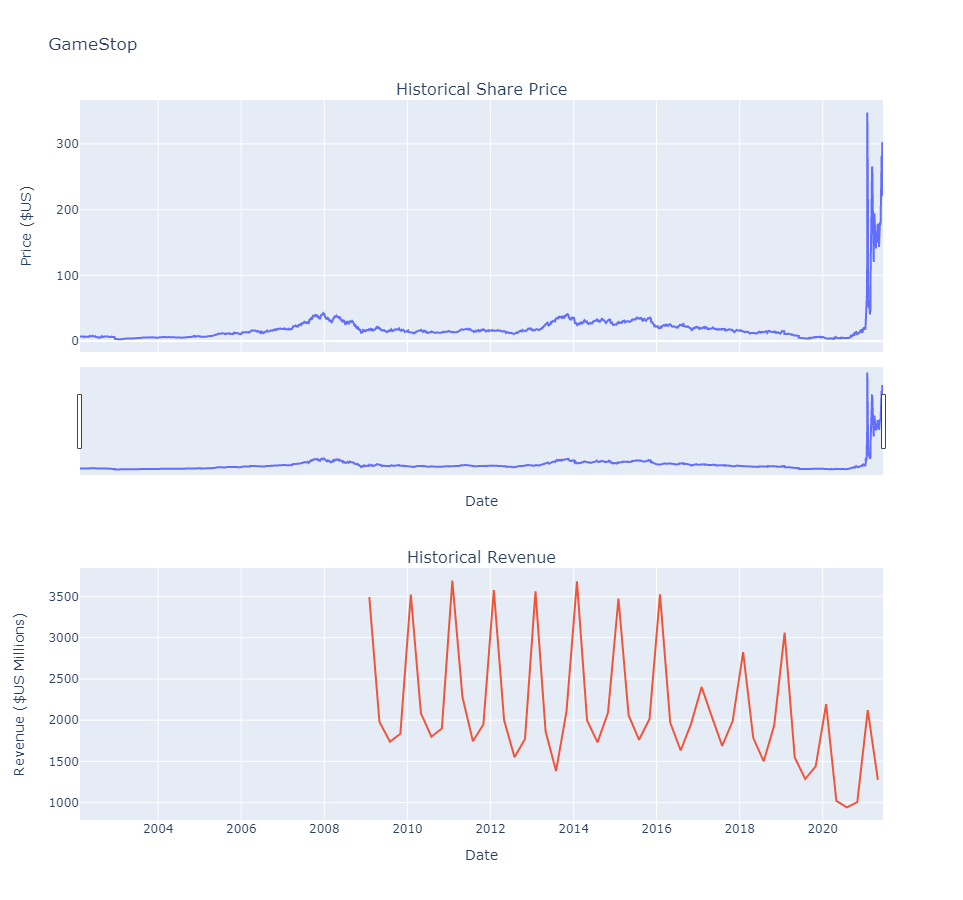 GameStop
Historical Share Price
Price ($US)
300
200
100
0
Date
Historical Revenue
Revenue ($US Millions)
3500
3000
2500
2000
1500
1000
2004 2006 2008 2010 2012 2014 2016 2018 2020
Date